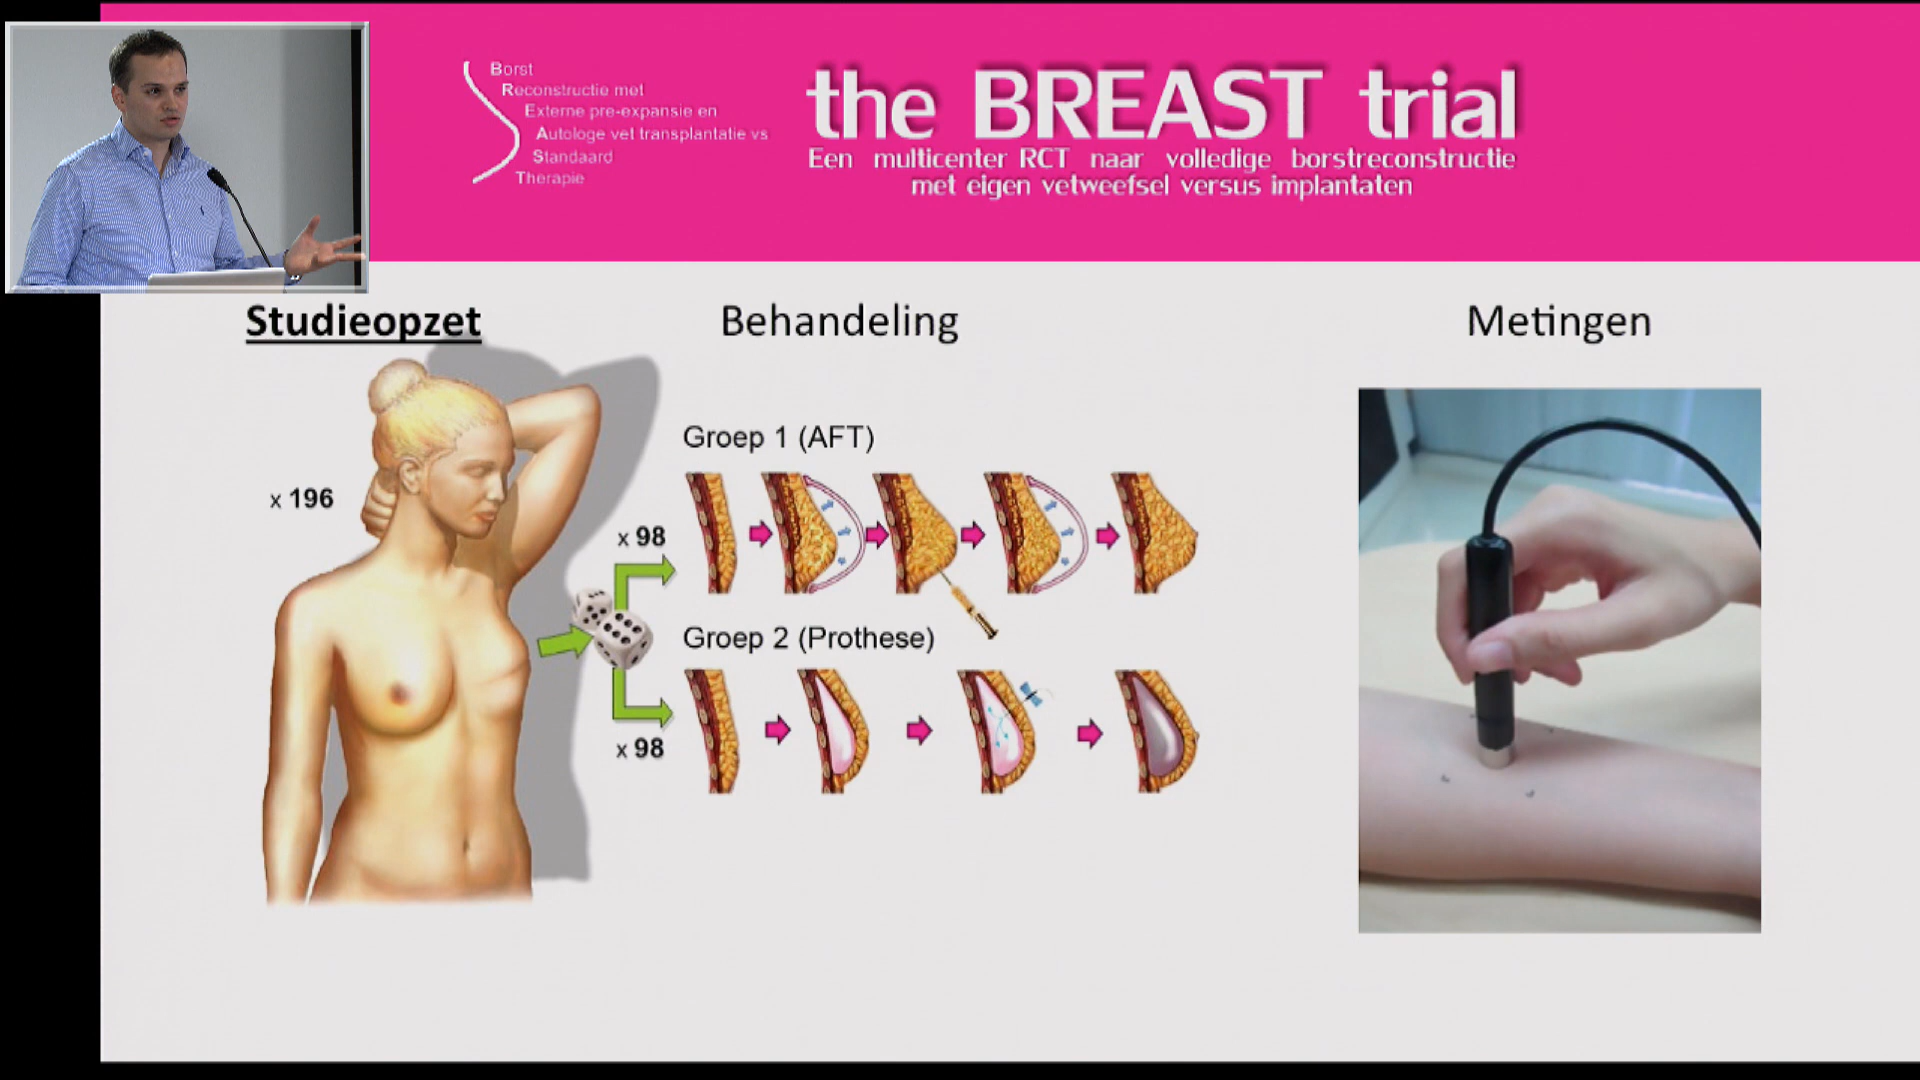 Borst
Reconstructie met
Externe pre-expansie en
Autologe vet transplantatie vs
Standaard
Therapie
the BREAST trial
Een multicenter RCT naar volledige borstreconstructie
met eigen vetweefsel versus implantaten
Studieopzet
Behandeling
Metingen
x 196
Groep 1 (AFT)
x 98
Groep 2 (Prothese)
x 98